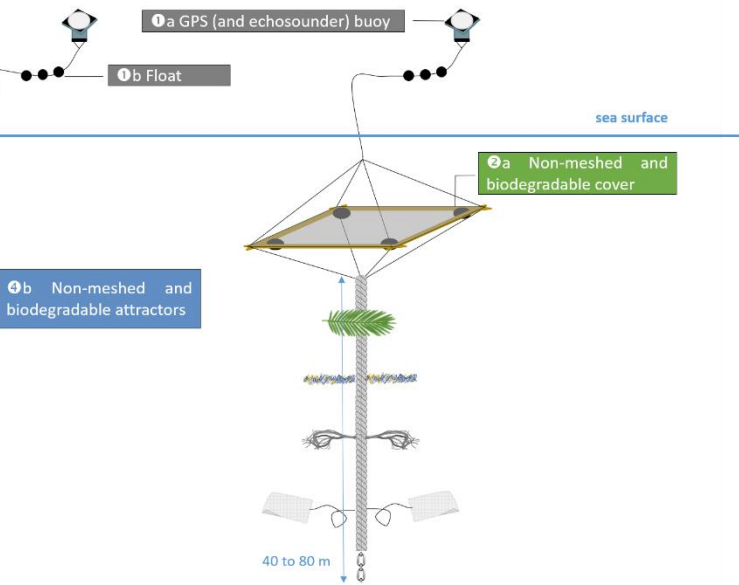 ❶a GPS (and echosounder) buoy
❶b Float
sea surface
❷a Non-meshed and
biodegradable cover
❹b Non-meshed and
biodegradable attractors
40 to 80 m